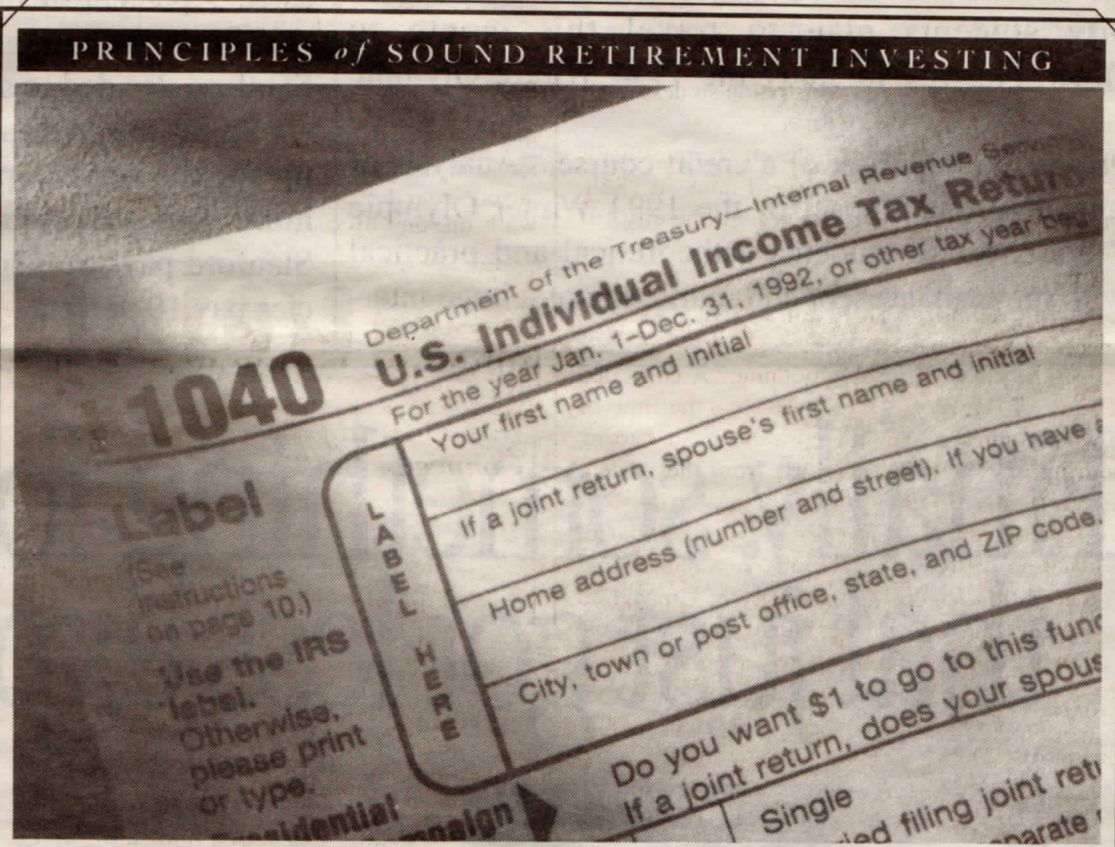 PRINCIPLES of SOUND RETIREMENT INVESTING
Department of the Treasury—Internal Revenue
U.S. Individual Income Tax Return
1040
For the year Jan. 1–Dec. 31, 1992, or other tax year
Your first name and initial
If a joint return, spouse's first name and initial
Home address (number and street). If you have a
City, town or post office, state, and ZIP code.
Label
(See
instructions
on page 10.)
Use the IRS
label.
Otherwise,
please print
or type.
LABEL HERE
Do you want $1 to go to this fund
If a joint return, does your spouse
Single
filing joint